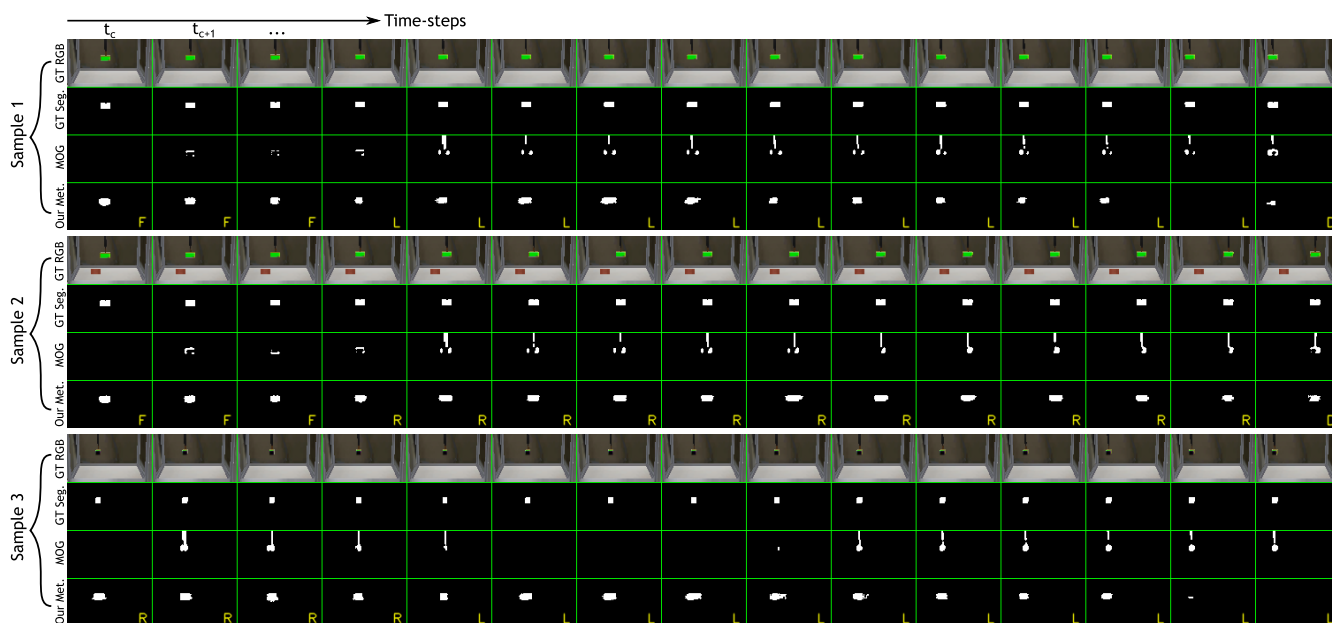 Time-steps
t_c t_{c+1} ...
Sample 1
GT RGB
GT Seg.
MOG
Our Met.
F F F L L L L L L L L L L L
Sample 2
GT RGB
GT Seg.
MOG
Our Met.
F F F R R R R R R R R R R R
Sample 3
GT RGB
GT Seg.
MOG
Our Met.
R R R R L L L L L L L L L L L